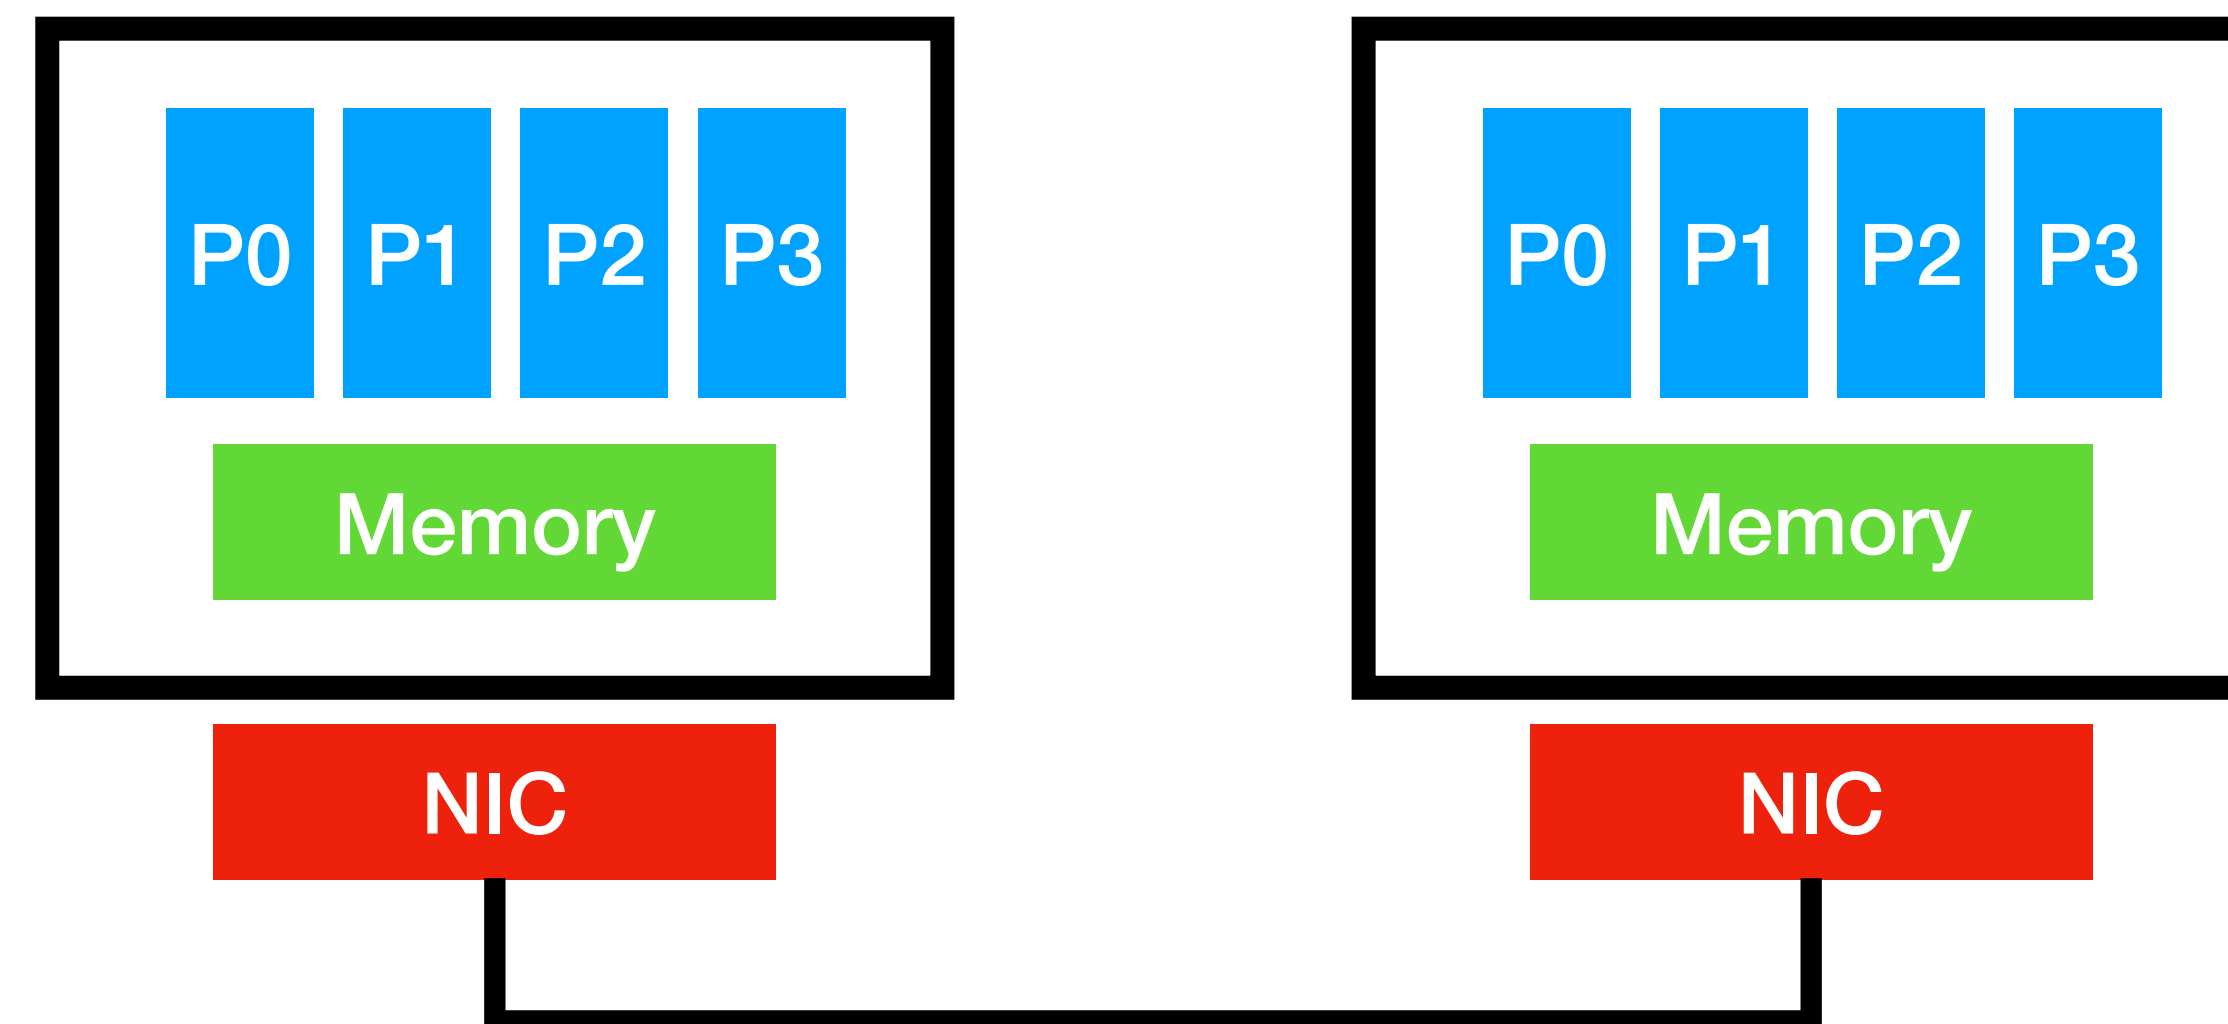 P0 P1 P2 P3
Memory
NIC
P0 P1 P2 P3
Memory
NIC